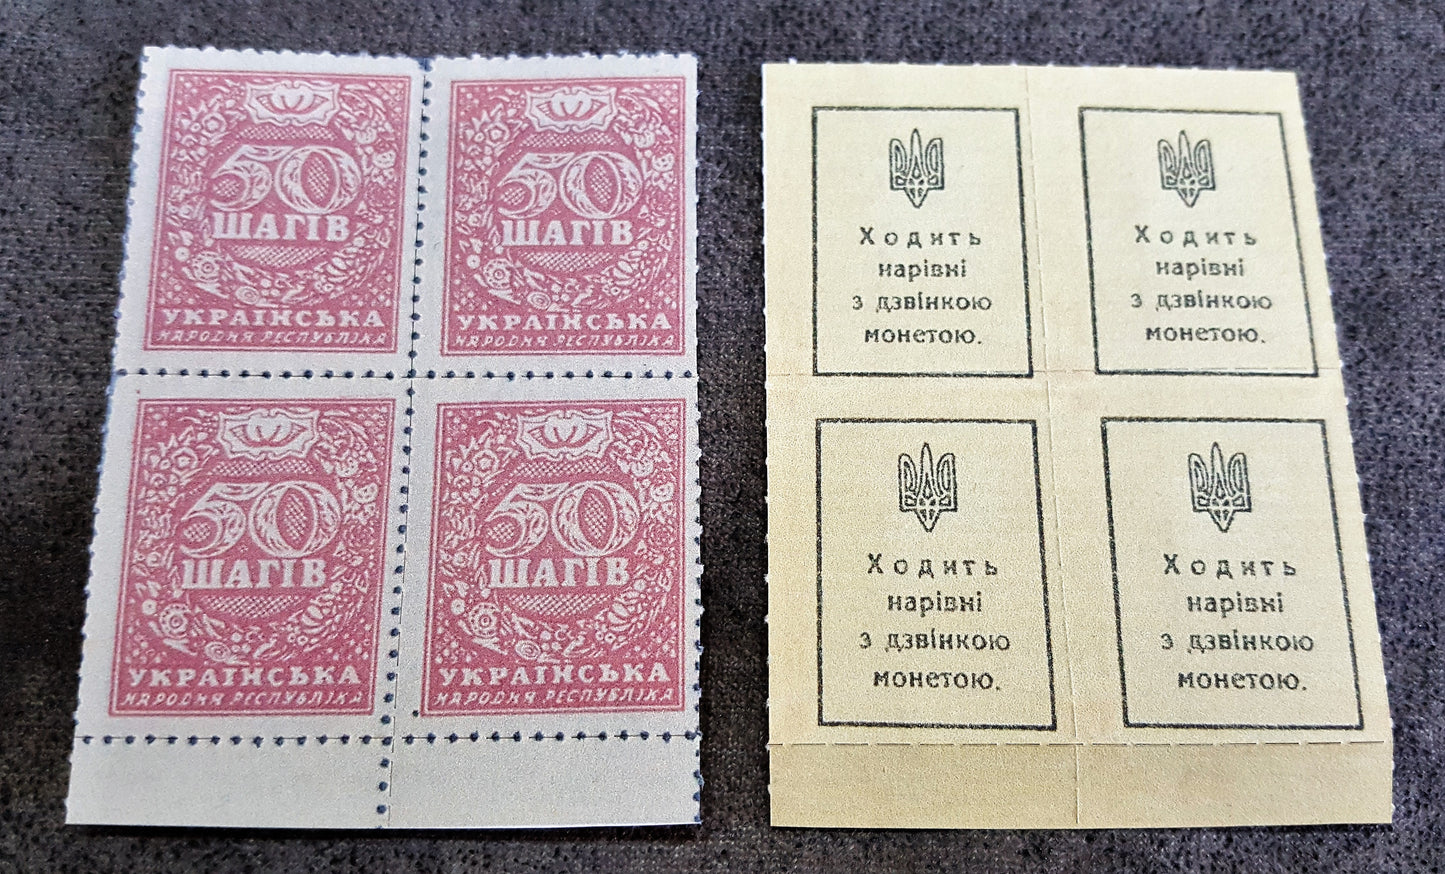 50
ШАГІВ
УКРАЇНСЬКА
НАРОДНЯ РЕСПУБЛІКА
50
ШАГІВ
УКРАЇНСЬКА
НАРОДНЯ РЕСПУБЛІКА
50
ШАГІВ
УКРАЇНСЬКА
НАРОДНЯ РЕСПУБЛІКА
50
ШАГІВ
УКРАЇНСЬКА
НАРОДНЯ РЕСПУБЛІКА
Ходить
нарівні
з дзвінкою
монетою.
Ходить
нарівні
з дзвінкою
монетою.
Ходить
нарівні
з дзвінкою
монетою.
Ходить
нарівні
з дзвінкою
монетою.